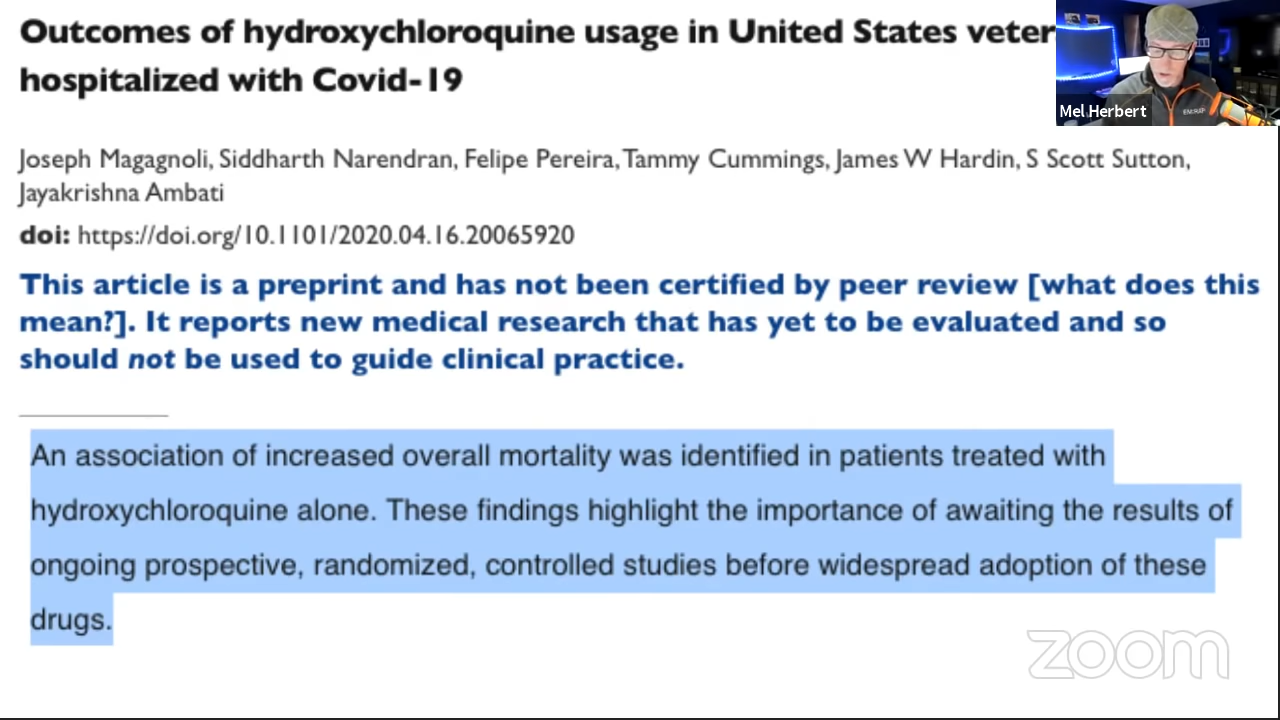 Outcomes of hydroxychloroquine usage in United States veter
hospitalized with Covid-19
Mel Herbert
Joseph Magagnoli, Siddharth Narendran, Felipe Pereira, Tammy Cummings, James W Hardin, S Scott Sutton,
Jayakrishna Ambati
doi: https://doi.org/10.1101/2020.04.16.20065920
This article is a preprint and has not been certified by peer review [what does this
mean?]. It reports new medical research that has yet to be evaluated and so
should not be used to guide clinical practice.
An association of increased overall mortality was identified in patients treated with
hydroxychloroquine alone. These findings highlight the importance of awaiting the results of
ongoing prospective, randomized, controlled studies before widespread adoption of these
drugs.
zoom